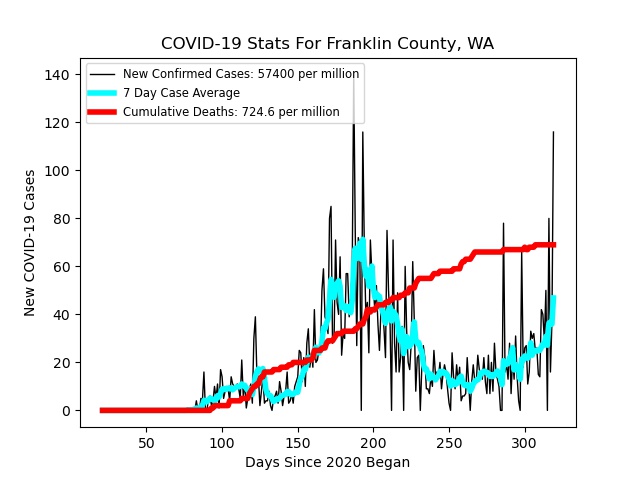 COVID-19 Stats For Franklin County, WA
New Confirmed Cases: 57400 per million
7 Day Case Average
Cumulative Deaths: 724.6 per million
New COVID-19 Cases
140
120
100
80
60
40
20
0
50 100 150 200 250 300
Days Since 2020 Began